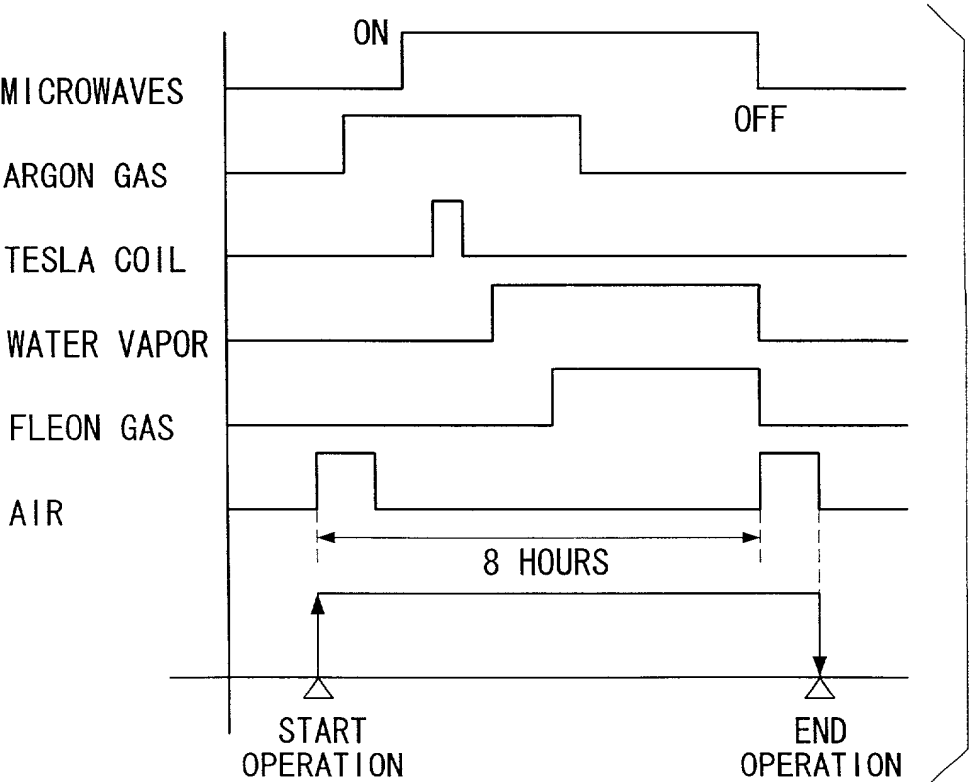 ON
MICROWAVES
OFF
ARGON GAS
TESLA COIL
WATER VAPOR
FLEON GAS
AIR
8 HOURS
START
OPERATION
END
OPERATION